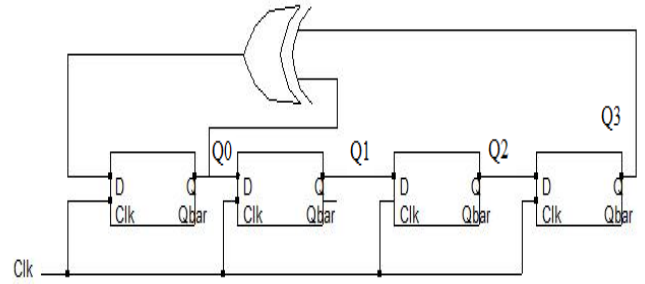 Q3
Q0 Q1 Q2
D Q D Q D Q D Q
Clk Qbar Clk Qbar Clk Qbar Clk Qbar
Clk